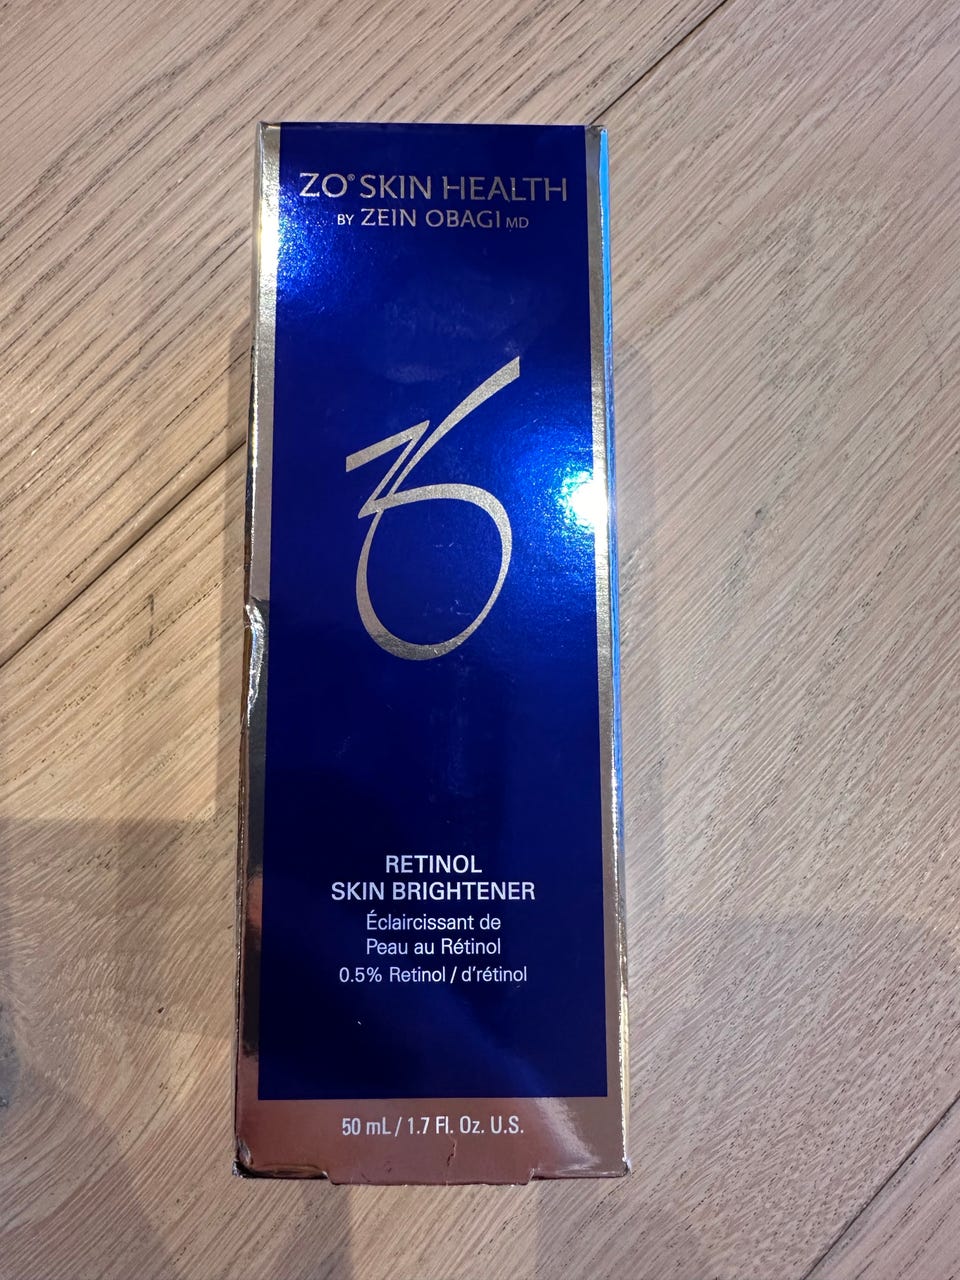 ZO® SKIN HEALTH
BY ZEIN OBAGI MD
ZO
RETINOL
SKIN BRIGHTENER
Éclaircissant de
Peau au Rétinol
0.5% Retinol / d'rétinol
50 mL / 1.7 Fl. Oz. U.S.